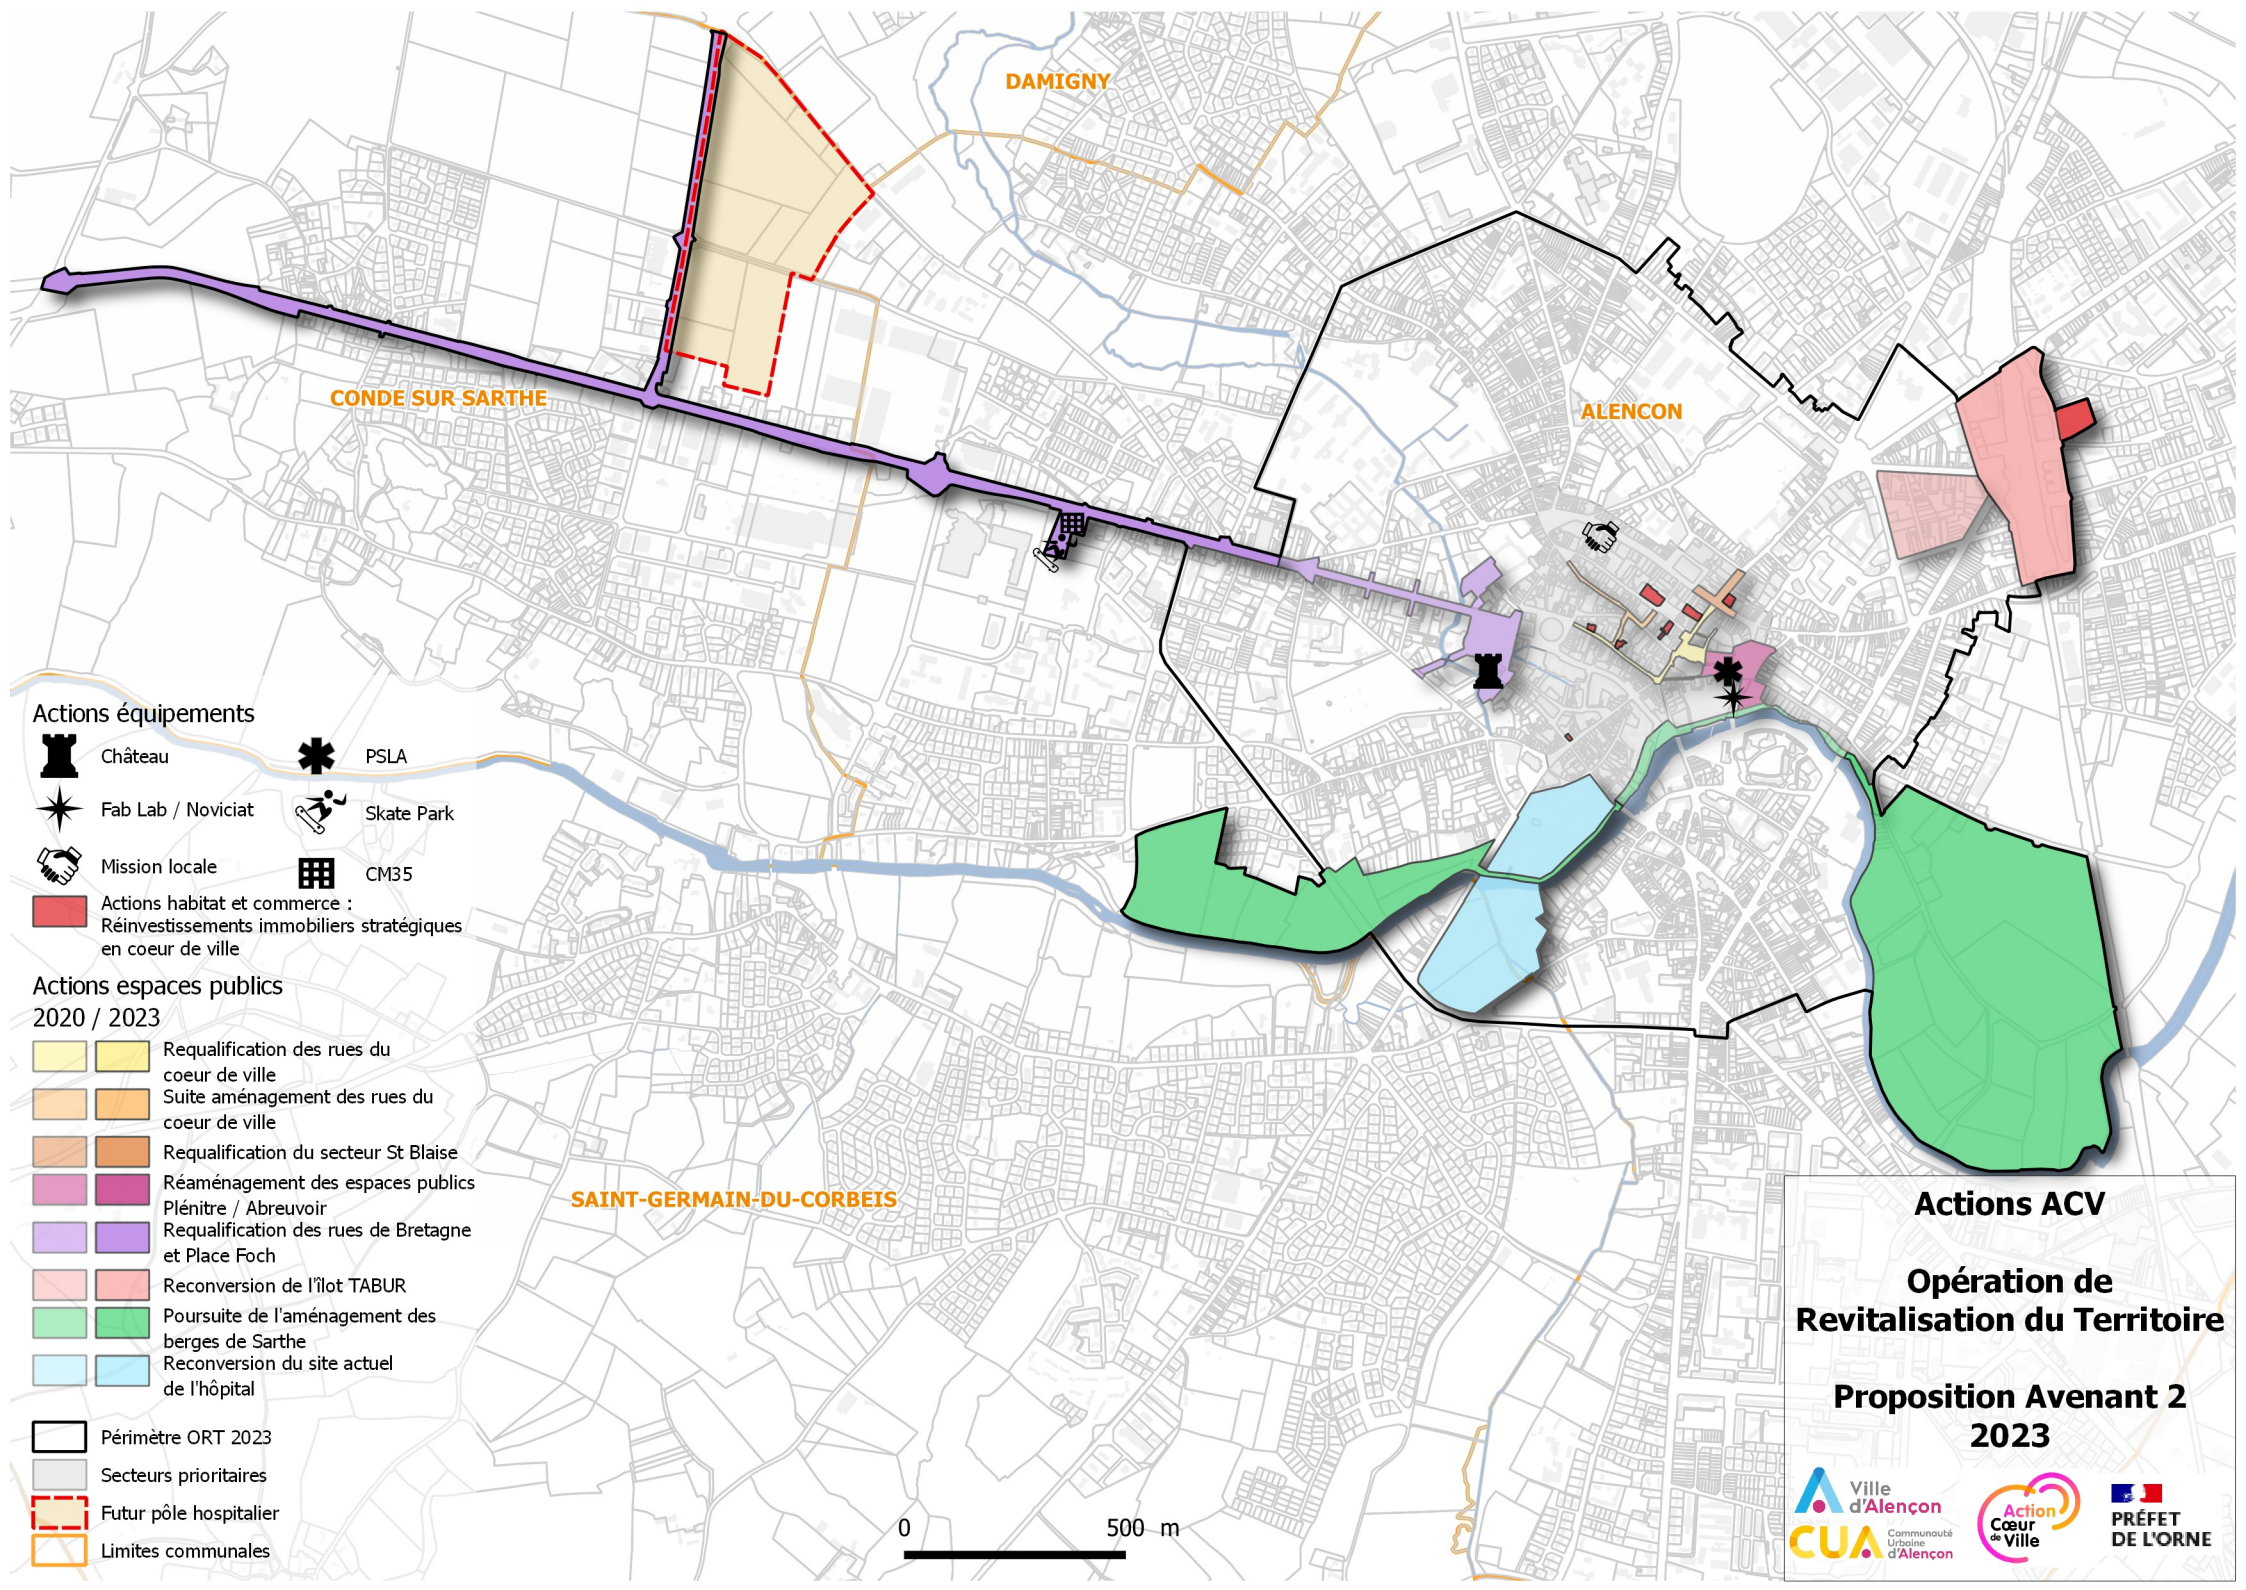 DAMIGNY
CONDE SUR SARTHE
ALENCON
SAINT-GERMAIN-DU-CORBEIS
Actions équipements
Château
PSLA
Fab Lab / Noviciat
Skate Park
Mission locale
CM35
Actions habitat et commerce :
Réinvestissements immobiliers stratégiques
en coeur de ville
Actions espaces publics
2020 / 2023
Requalification des rues du
coeur de ville
Suite aménagement des rues du
coeur de ville
Requalification du secteur St Blaise
Réaménagement des espaces publics
Plénitre / Abreuvoir
Requalification des rues de Bretagne
et Place Foch
Reconversion de l'îlot TABUR
Poursuite de l'aménagement des
berges de Sarthe
Reconversion du site actuel
de l'hôpital
Périmètre ORT 2023
Secteurs prioritaires
Futur pôle hospitalier
Limites communales
0 500 m
Actions ACV
Opération de
Revitalisation du Territoire
Proposition Avenant 2
2023
Ville
d'Alençon
CUA
Communauté
Urbaine
d'Alençon
Action
Cœur
de Ville
PRÉFET
DE L'ORNE